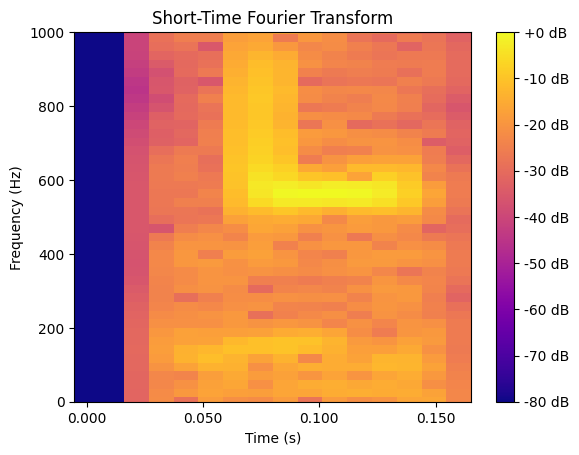 Short-Time Fourier Transform
Frequency (Hz)
1000
800
600
400
200
0
0.000
0.050
0.100
0.150
Time (s)
+0 dB
-10 dB
-20 dB
-30 dB
-40 dB
-50 dB
-60 dB
-70 dB
-80 dB